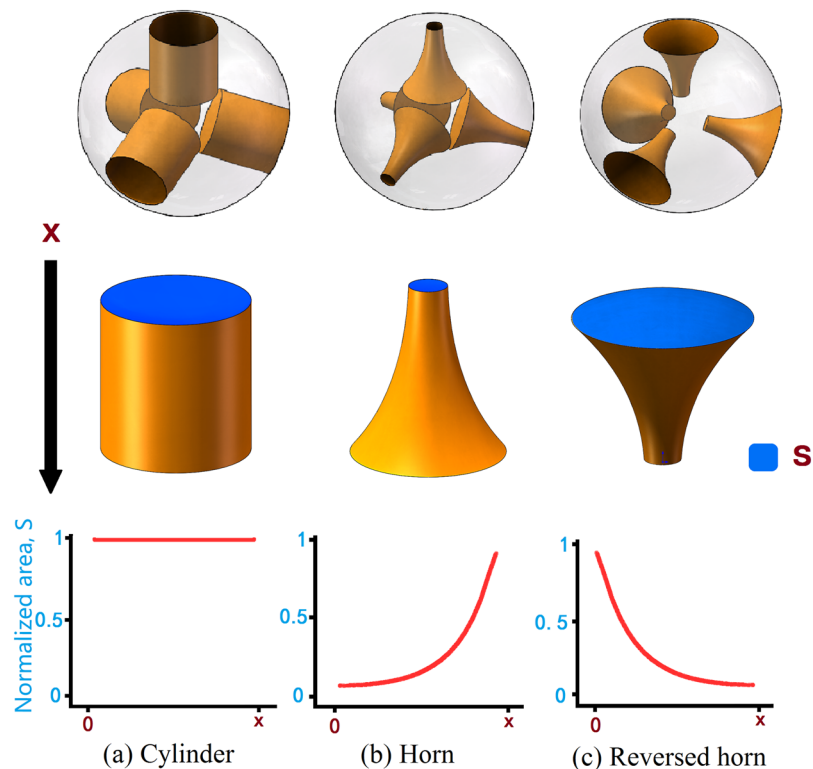 X
S
Normalized area, S
1
0.5
0
0
x
1
0.5
0
0
x
1
0. 5
0
0
x
(a) Cylinder
(b) Horn
(c) Reversed horn